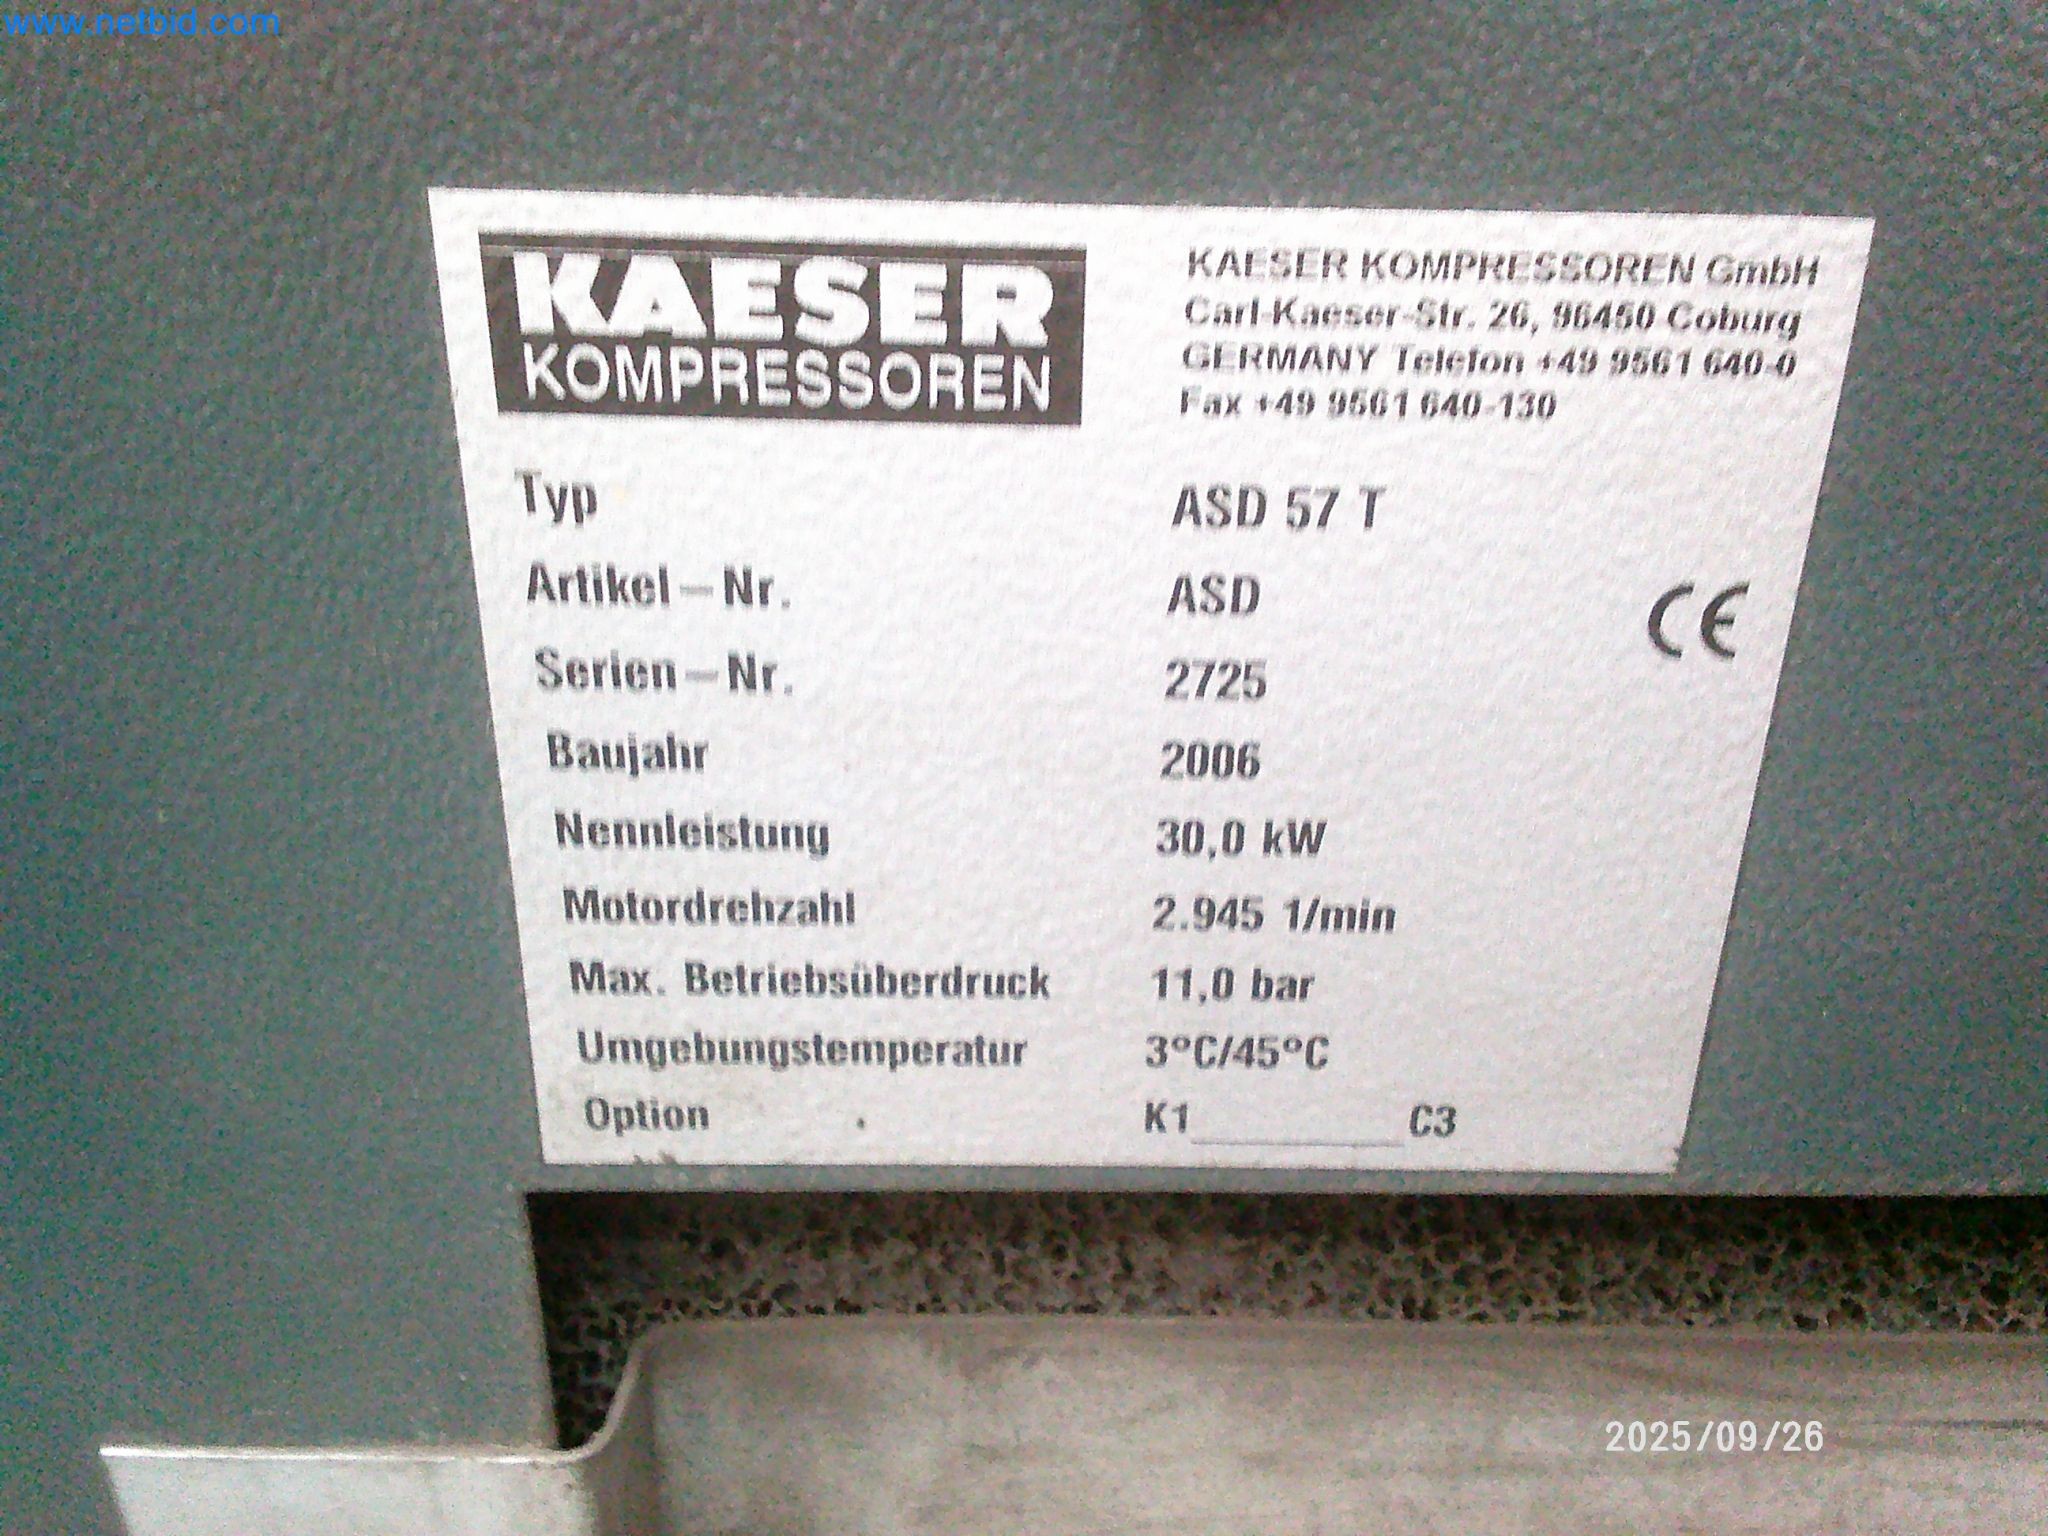 www.netbid.com
KAESER
KOMPRESSOREN
KAESER KOMPRESSOREN GmbH
Carl-Kaeser-Str. 26, 96450 Coburg
GERMANY Telefon +49 9561 640-0
Fax +49 9561 640-130
Typ ASD 57 T
Artikel-Nr. ASD
Serien-Nr. 2725
Baujahr 2006
Nennleistung 30,0 kW
Motordrehzahl 2.945 1/min
Max. Betriebsüberdruck 11,0 bar
Umgebungstemperatur 3°C/45°C
Option K1________C3
CE
2025/09/26